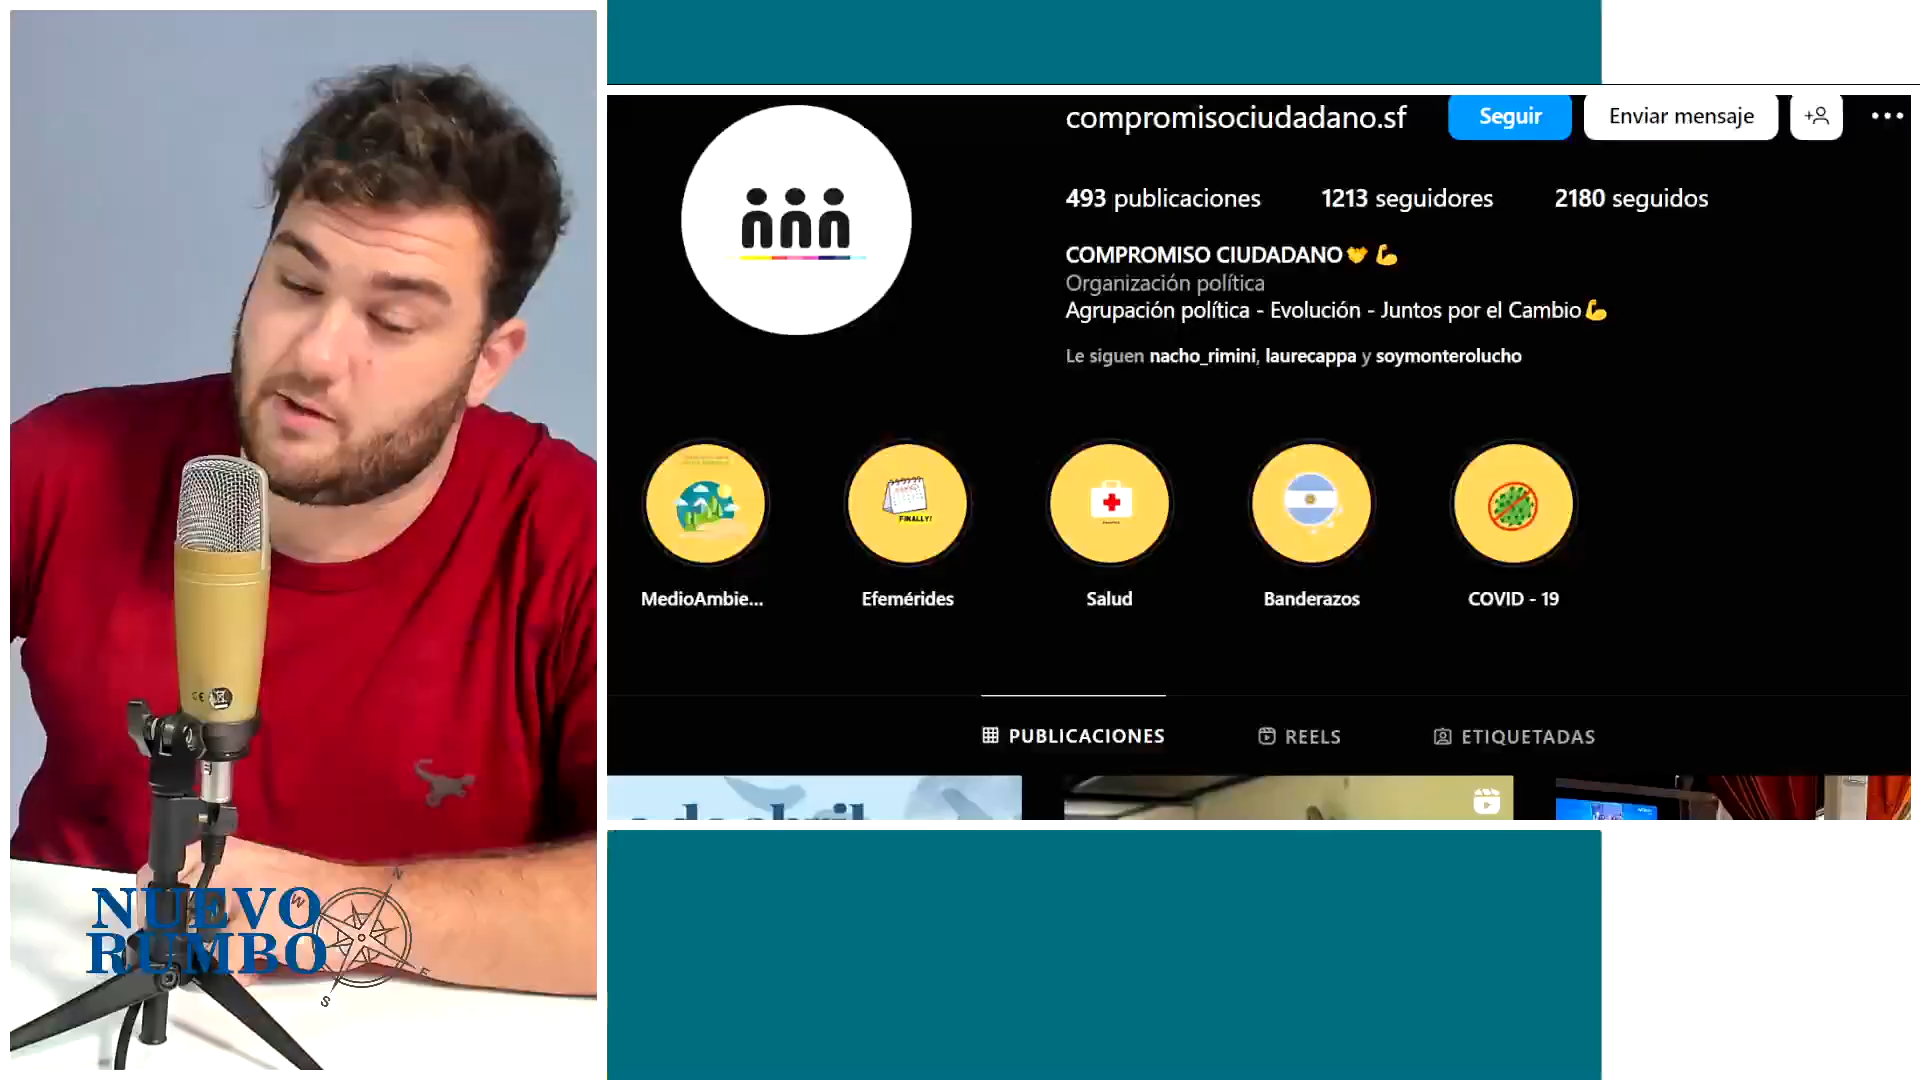 compromisociudadano.sf
Seguir
Enviar mensaje
493 publicaciones
1213 seguidores
2180 seguidos
COMPROMISO CIUDADANO💛💪
Organización política
Agrupación política - Evolución - Juntos por el Cambio💪
Le siguen nacho_rimini, laurecappa y soymonterolucho
FINALLY!
MedioAmbie...
Efemérides
Salud
Banderazos
COVID - 19
PUBLICACIONES
REELS
ETIQUETADAS
CE
NUEVO
RUMBO
N
W
E
S